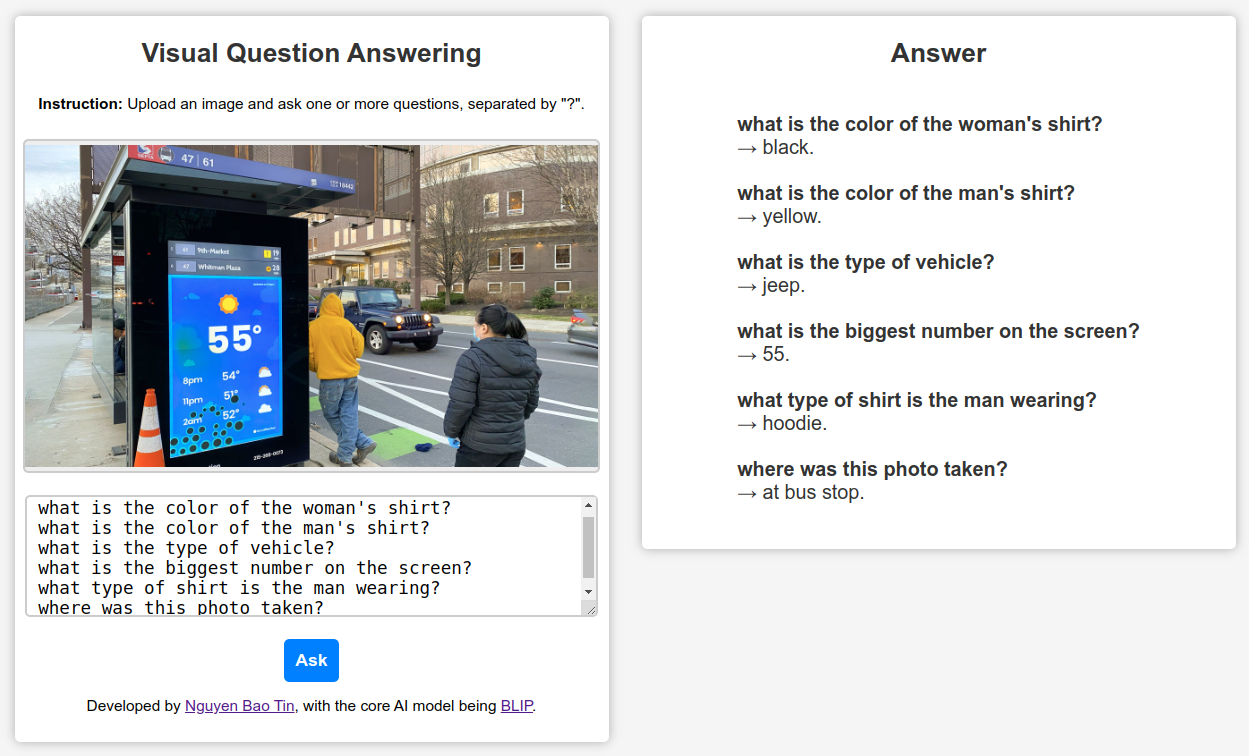 Visual Question Answering
Instruction: Upload an image and ask one or more questions, separated by "?".
SEPTA
47 | 61
18442
61 9th-Market 19
47 Whitman Plaza 28
55°
8pm 54°
11pm 51°
2am 52°
AccuWeather
215-288-0073
what is the color of the woman's shirt?
what is the color of the man's shirt?
what is the type of vehicle?
what is the biggest number on the screen?
what type of shirt is the man wearing?
where was this photo taken?
Ask
Developed by Nguyen Bao Tin, with the core AI model being BLIP.
Answer
what is the color of the woman's shirt?
→ black.
what is the color of the man's shirt?
→ yellow.
what is the type of vehicle?
→ jeep.
what is the biggest number on the screen?
→ 55.
what type of shirt is the man wearing?
→ hoodie.
where was this photo taken?
→ at bus stop.